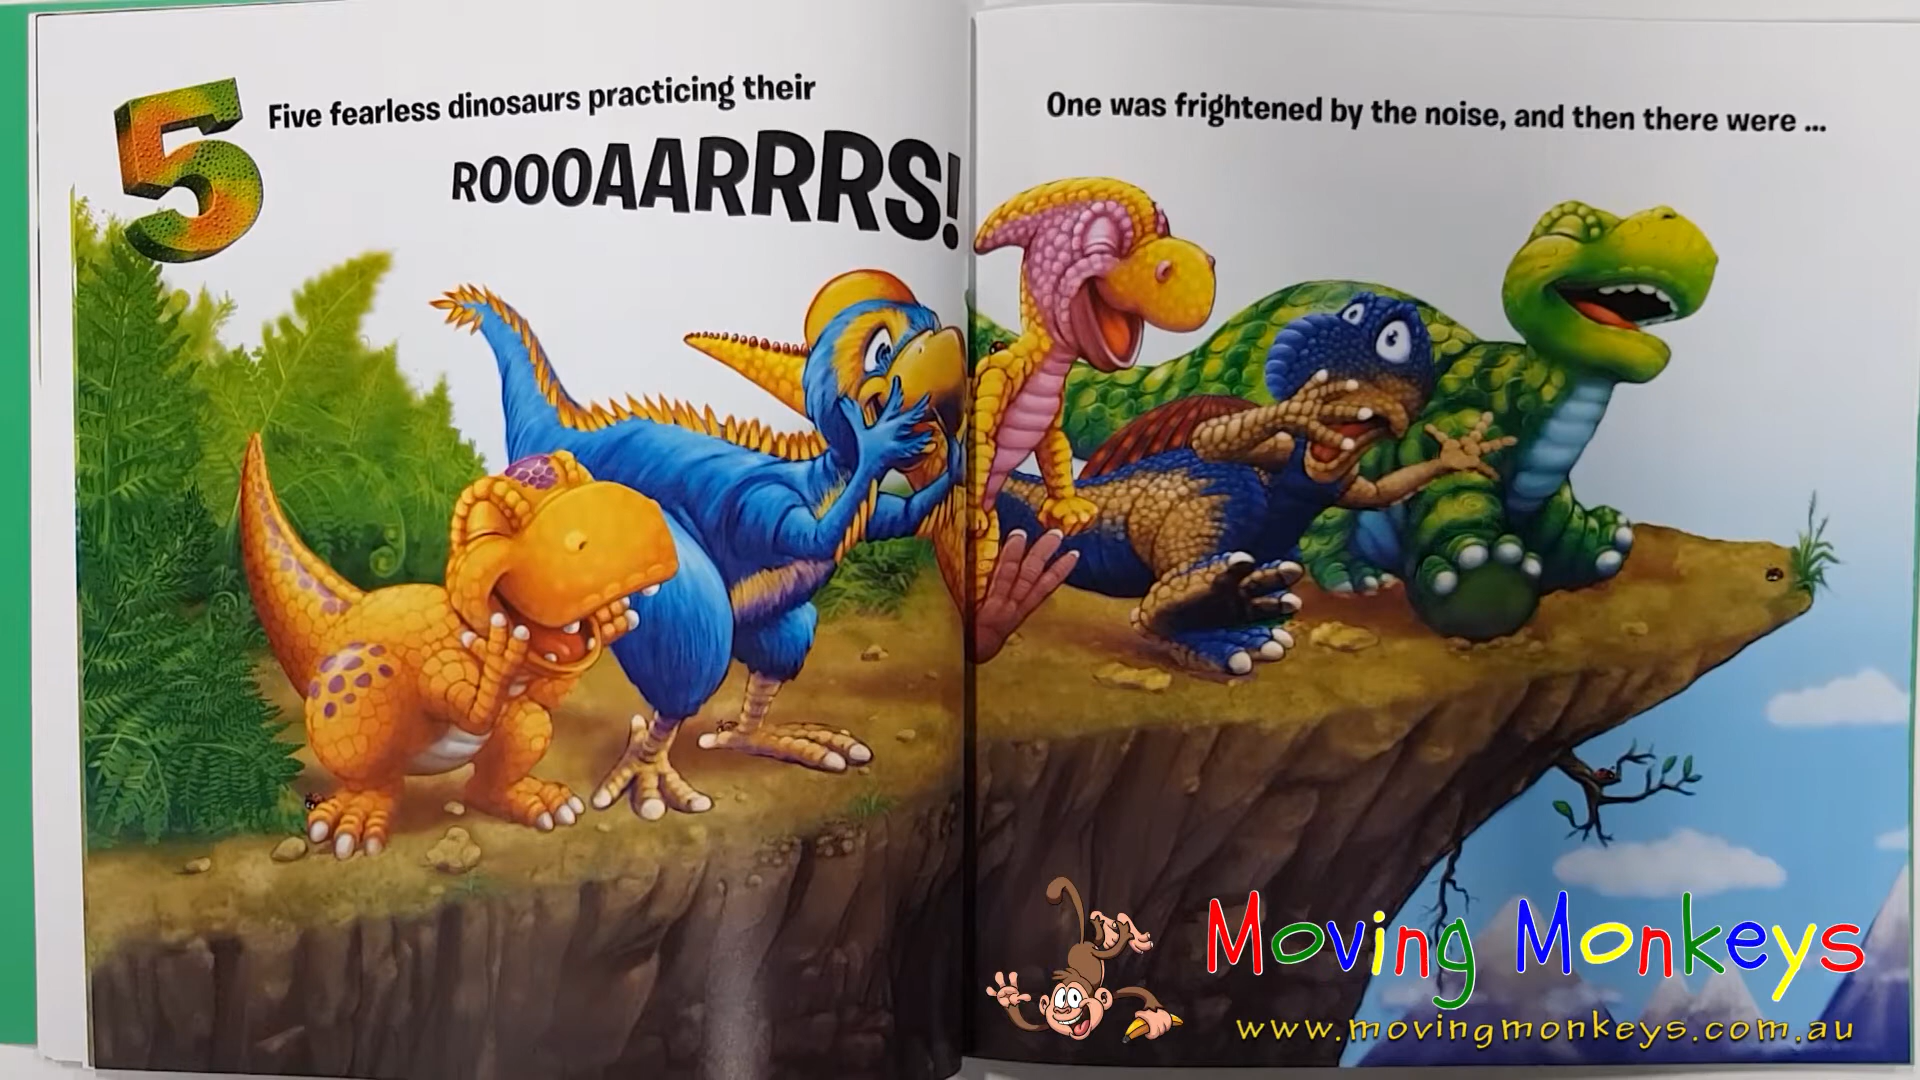 5
Five fearless dinosaurs practicing their
ROOOAARRRS!
One was frightened by the noise, and then there were ...
Moving Monkeys
www.movingmonkeys.com.au